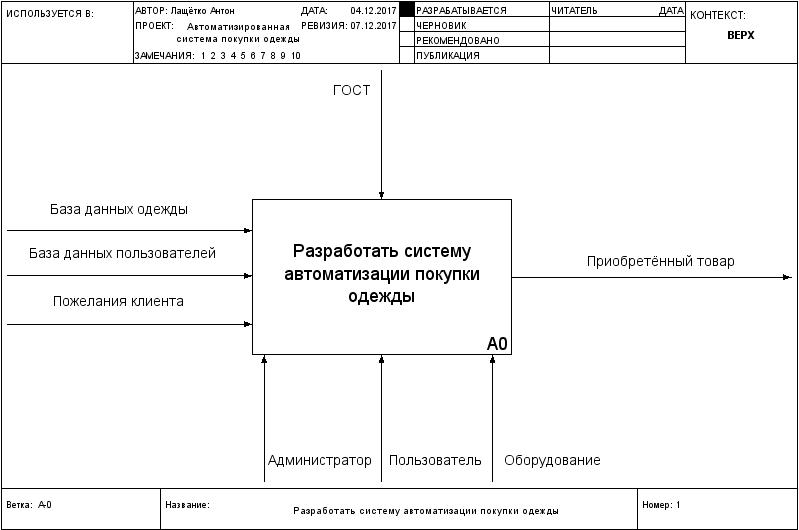 ИСПОЛЬЗУЕТСЯ В:
АВТОР: Лащётко Антон
ДАТА: 04.12.2017
ПРОЕКТ: Автоматизированная
система покупки одежды
РЕВИЗИЯ: 07.12.2017
ЗАМЕЧАНИЯ: 1 2 3 4 5 6 7 8 9 10
РАЗРАБАТЫВАЕТСЯ
ЧЕРНОВИК
РЕКОМЕНДОВАНО
ПУБЛИКАЦИЯ
ЧИТАТЕЛЬ
ДАТА
КОНТЕКСТ:
ВЕРХ
ГОСТ
База данных одежды
База данных пользователей
Пожелания клиента
Разработать систему
автоматизации покупки
одежды
A0
Приобретённый товар
Администратор
Пользователь
Оборудование
Ветка: A-0
Название:
Разработать систему автоматизации покупки одежды
Номер: 1